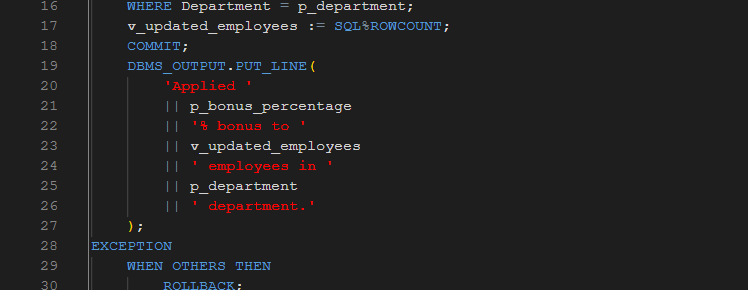 16 WHERE Department = p_department;
17 v_updated_employees := SQL%ROWCOUNT;
18 COMMIT;
19 DBMS_OUTPUT.PUT_LINE(
20 'Applied '
21 || p_bonus_percentage
22 || '% bonus to '
23 || v_updated_employees
24 || ' employees in '
25 || p_department
26 || ' department.'
27 );
28 EXCEPTION
29 WHEN OTHERS THEN
30 ROLLBACK;